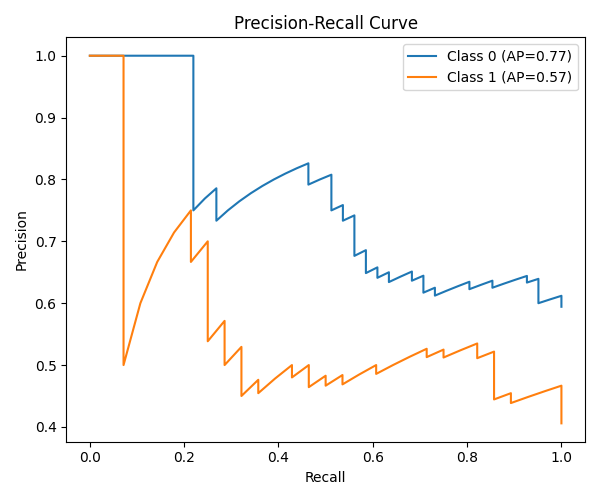 Precision-Recall Curve
Class 0 (AP=0.77)
Class 1 (AP=0.57)
Precision
1.0
0.9
0.8
0.7
0.6
0.5
0.4
0.0 0.2 0.4 0.6 0.8 1.0
Recall